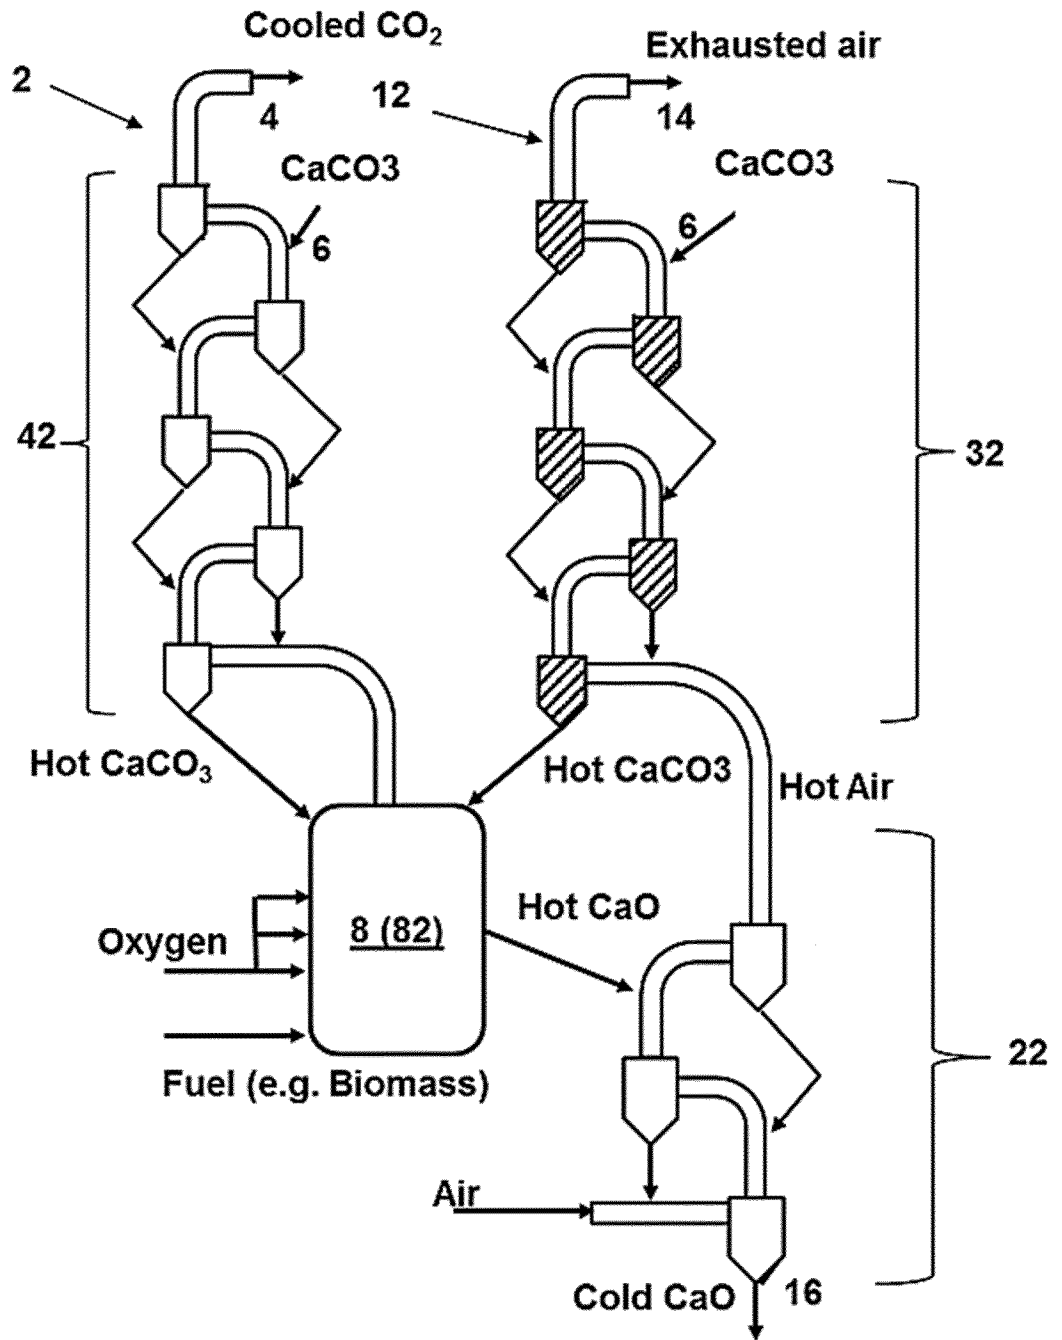 Cooled CO₂
Exhausted air
2
12
4
14
CaCO3
CaCO3
6
6
42
32
Hot CaCO₃
Hot CaCO3
Hot Air
Hot CaO
8 (82)
Oxygen
22
Fuel (e.g. Biomass)
Air
Cold CaO
16